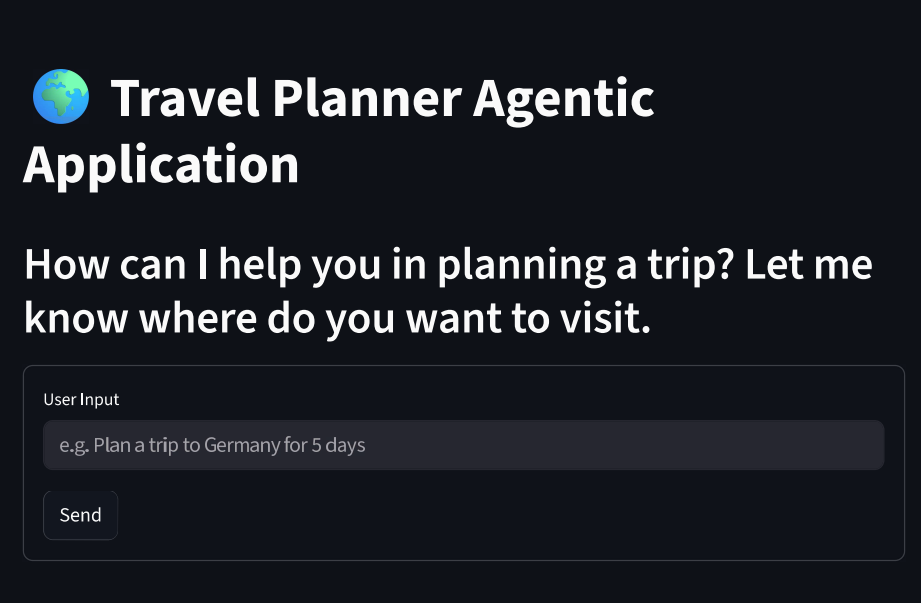 Travel Planner Agentic
Application
How can I help you in planning a trip? Let me
know where do you want to visit.
User Input
e.g. Plan a trip to Germany for 5 days
Send